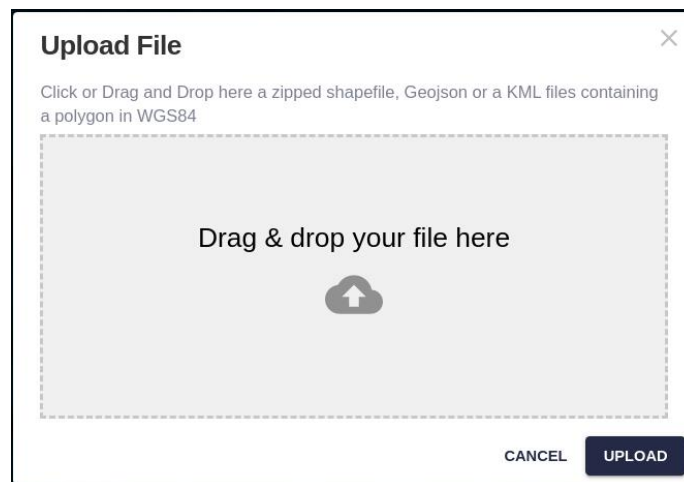 Upload File
Click or Drag and Drop here a zipped shapefile, Geojson or a KML files containing
a polygon in WGS84
Drag & drop your file here
CANCEL UPLOAD